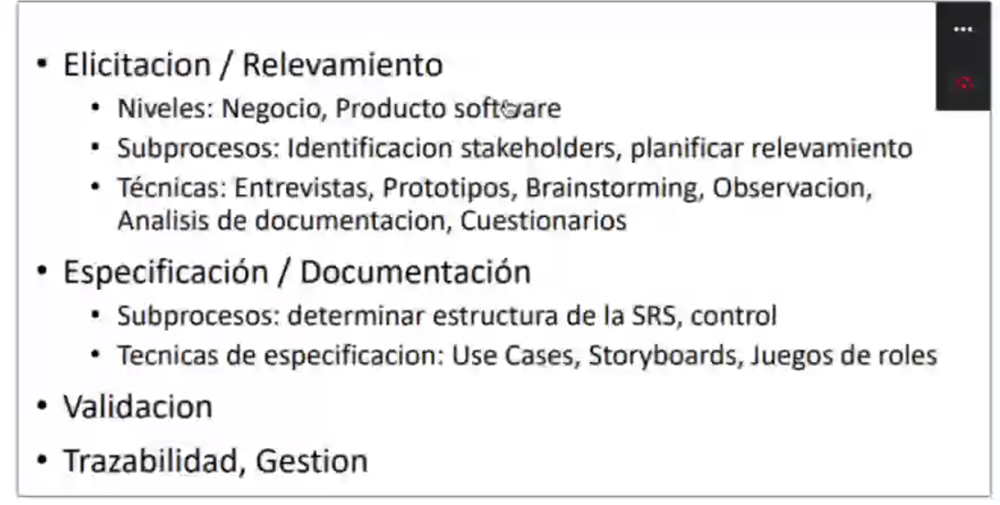 • Elicitacion / Relevamiento
• Niveles: Negocio, Producto software
• Subprocesos: Identificacion stakeholders, planificar relevamiento
• Técnicas: Entrevistas, Prototipos, Brainstorming, Observacion,
Analisis de documentacion, Cuestionarios
• Especificación / Documentación
• Subprocesos: determinar estructura de la SRS, control
• Tecnicas de especificacion: Use Cases, Storyboards, Juegos de roles
• Validacion
• Trazabilidad, Gestion